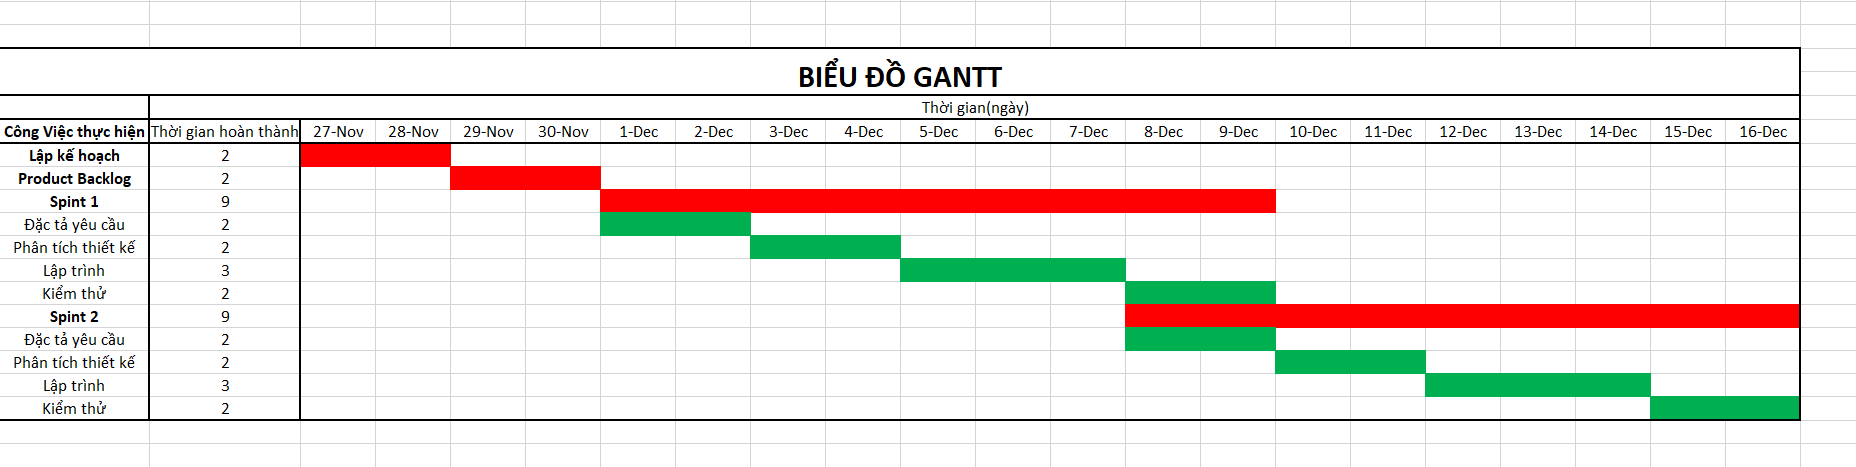 BIỂU ĐỒ GANTT
Thời gian(ngày)
Công Việc thực hiện Thời gian hoàn thành 27-Nov 28-Nov 29-Nov 30-Nov 1-Dec 2-Dec 3-Dec 4-Dec 5-Dec 6-Dec 7-Dec 8-Dec 9-Dec 10-Dec 11-Dec 12-Dec 13-Dec 14-Dec 15-Dec 16-Dec
Lập kế hoạch 2
Product Backlog 2
Spint 1 9
Đặc tả yêu cầu 2
Phân tích thiết kế 2
Lập trình 3
Kiểm thử 2
Spint 2 9
Đặc tả yêu cầu 2
Phân tích thiết kế 2
Lập trình 3
Kiểm thử 2